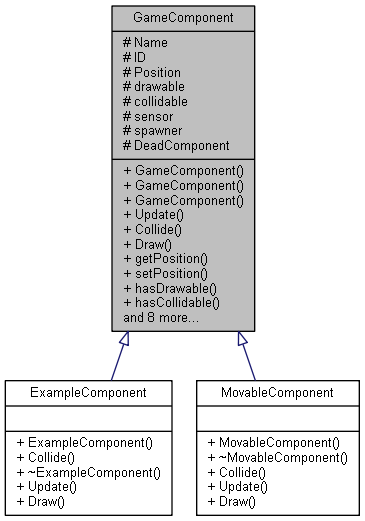 GameComponent
# Name
# ID
# Position
# drawable
# collidable
# sensor
# spawner
# DeadComponent
+ GameComponent()
+ GameComponent()
+ GameComponent()
+ Update()
+ Collide()
+ Draw()
+ getPosition()
+ setPosition()
+ hasDrawable()
+ hasCollidable()
and 8 more...
ExampleComponent
+ ExampleComponent()
+ Collide()
+ ~ExampleComponent()
+ Update()
+ Draw()
MovableComponent
+ MovableComponent()
+ ~MovableComponent()
+ Collide()
+ Update()
+ Draw()